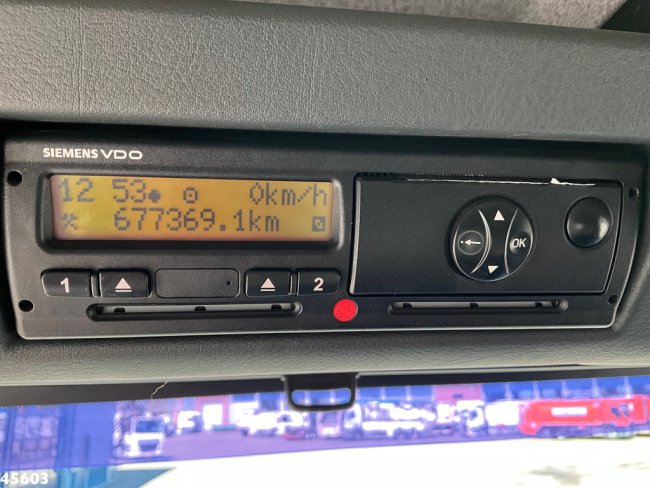 SIEMENS VDO
12 53 0km/h
677369.1km
1 2
OK
45603